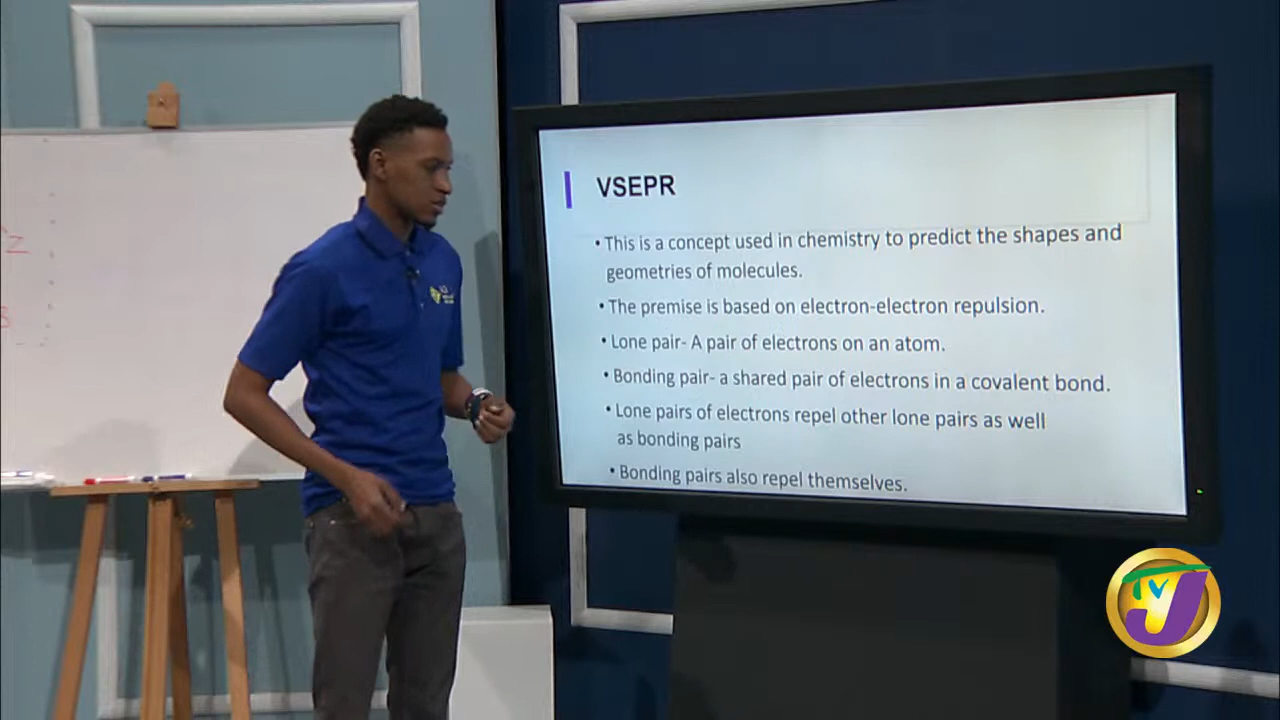 VSEPR
• This is a concept used in chemistry to predict the shapes and
geometries of molecules.
• The premise is based on electron-electron repulsion.
• Lone pair- A pair of electrons on an atom.
• Bonding pair- a shared pair of electrons in a covalent bond.
• Lone pairs of electrons repel other lone pairs as well
as bonding pairs
• Bonding pairs also repel themselves.
TVJ